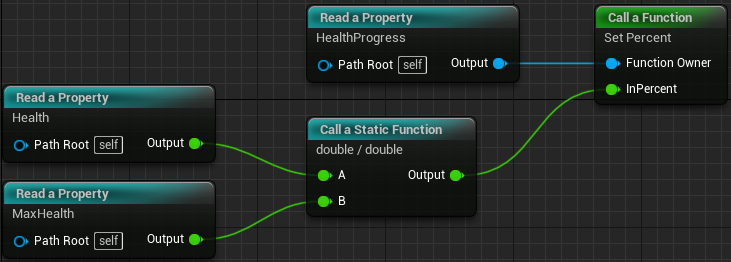 Read a Property
HealthProgress
Path Root self Output
Call a Function
Set Percent
Function Owner
InPercent
Read a Property
Health
Path Root self Output
Call a Static Function
double / double
A Output
B
Read a Property
MaxHealth
Path Root self Output